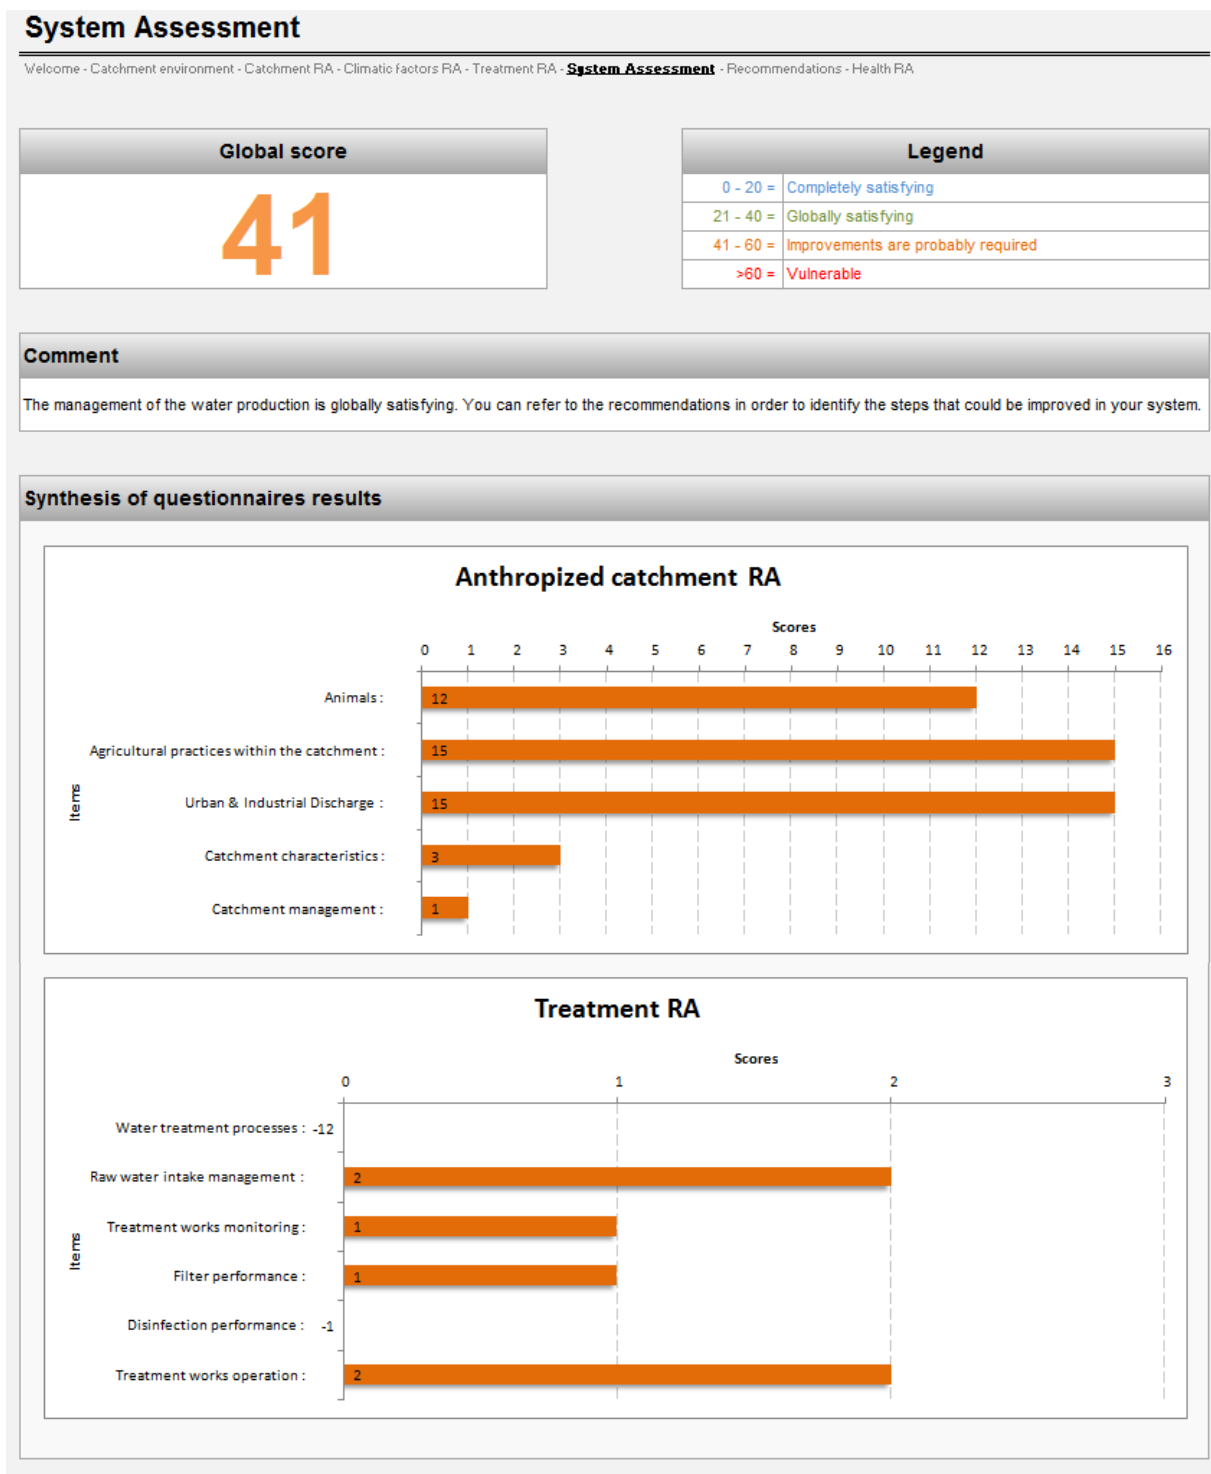 System Assessment
Welcome - Catchment environment - Catchment RA - Climatic factors RA - Treatment RA - System Assessment - Recommendations - Health RA
Global score
41
Legend
0 - 20 = Completely satisfying
21 - 40 = Globally satisfying
41 - 60 = Improvements are probably required
>60 = Vulnerable
Comment
The management of the water production is globally satisfying. You can refer to the recommendations in order to identify the steps that could be improved in your system.
Synthesis of questionnaires results
Anthropized catchment RA
Scores
0 1 2 3 4 5 6 7 8 9 10 11 12 13 14 15 16
Items
Animals : 12
Agricultural practices within the catchment : 15
Urban & Industrial Discharge : 15
Catchment characteristics : 3
Catchment management : 1
Treatment RA
Scores
0 1 2 3
Items
Water treatment processes : -12
Raw water intake management : 2
Treatment works monitoring : 1
Filter performance : 1
Disinfection performance : -1
Treatment works operation : 2